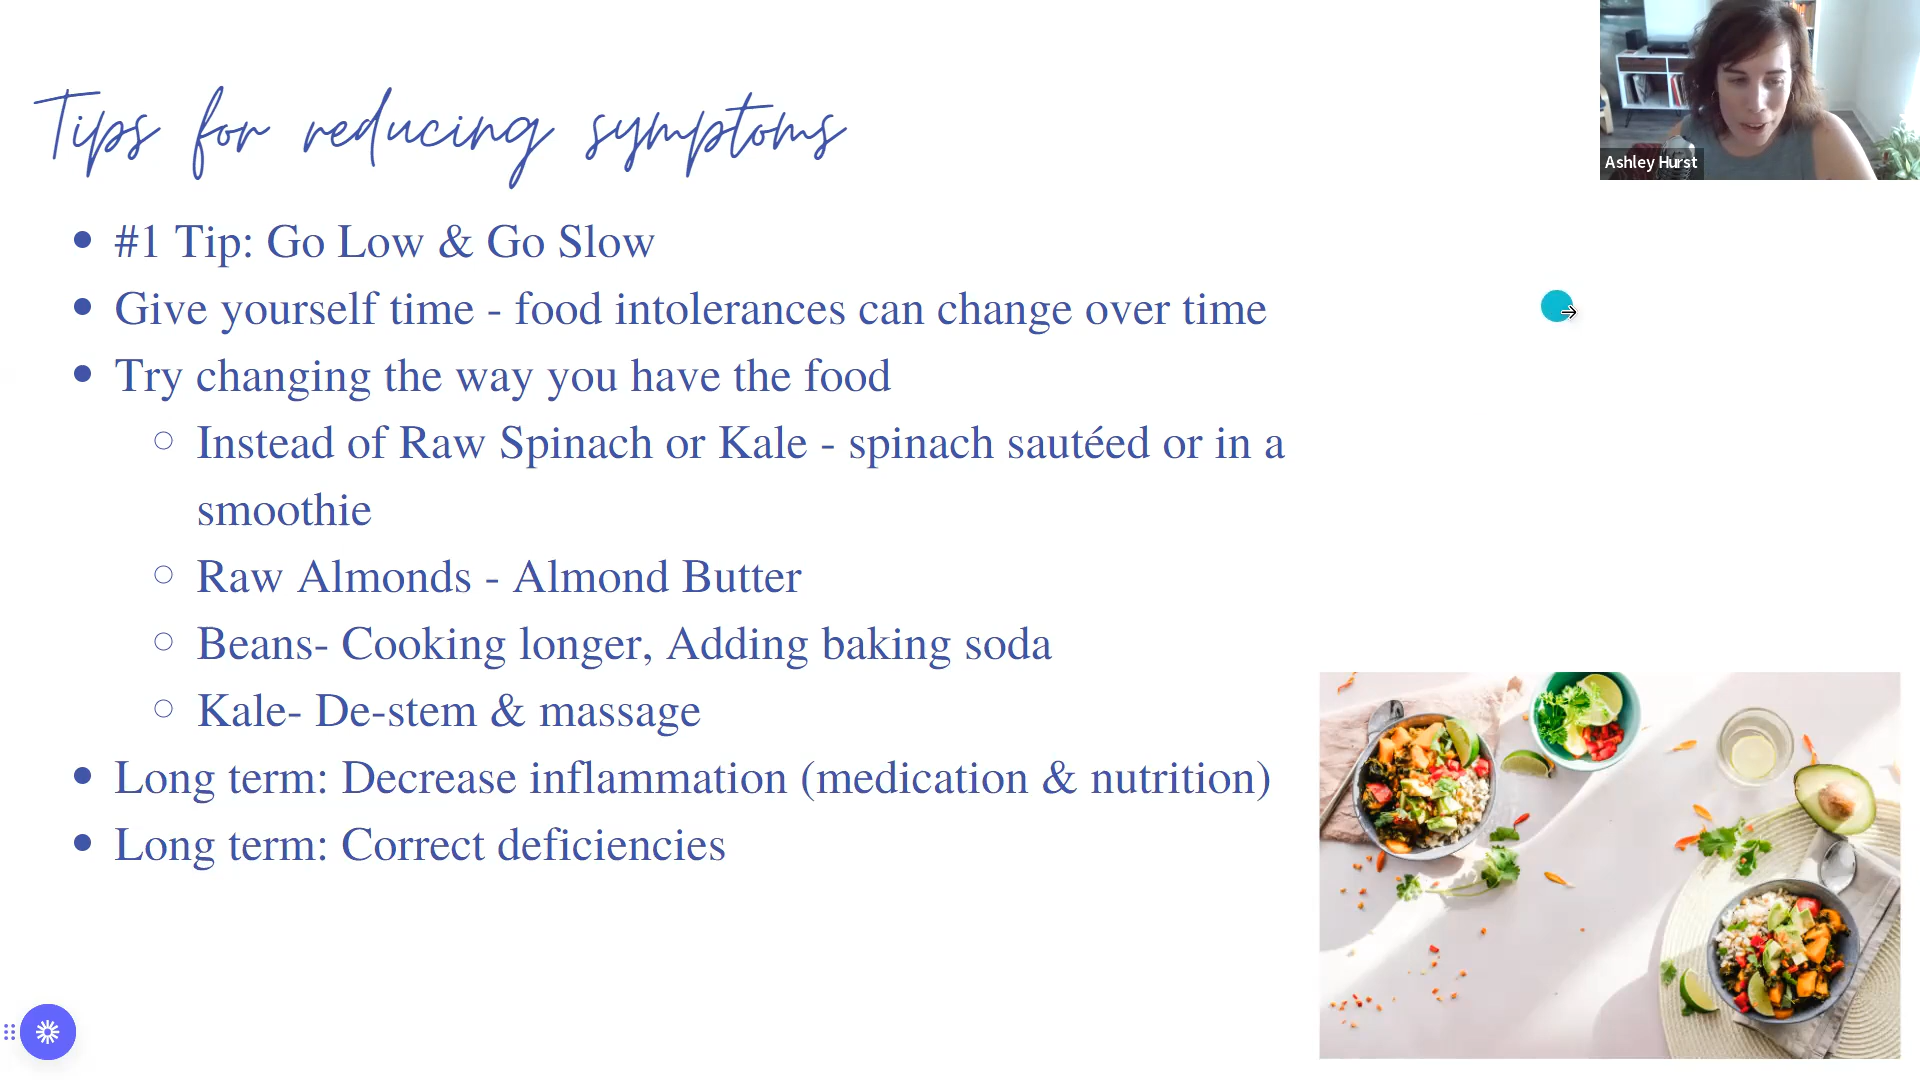 Tips for reducing symptoms
Ashley Hurst
• #1 Tip: Go Low & Go Slow
• Give yourself time - food intolerances can change over time
• Try changing the way you have the food
○ Instead of Raw Spinach or Kale - spinach sautéed or in a
smoothie
○ Raw Almonds - Almond Butter
○ Beans- Cooking longer, Adding baking soda
○ Kale- De-stem & massage
• Long term: Decrease inflammation (medication & nutrition)
• Long term: Correct deficiencies